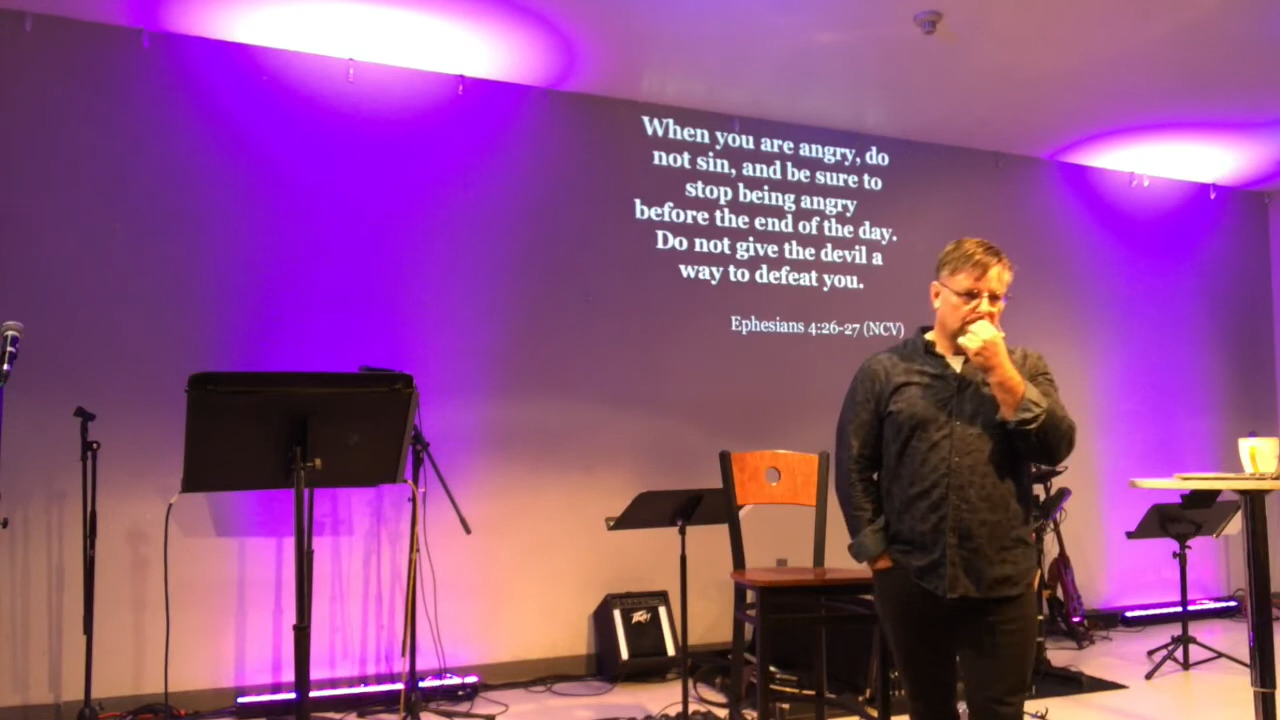 When you are angry, do
not sin, and be sure to
stop being angry
before the end of the day.
Do not give the devil a
way to defeat you.
Ephesians 4:26-27 (NCV)
PEAVEY